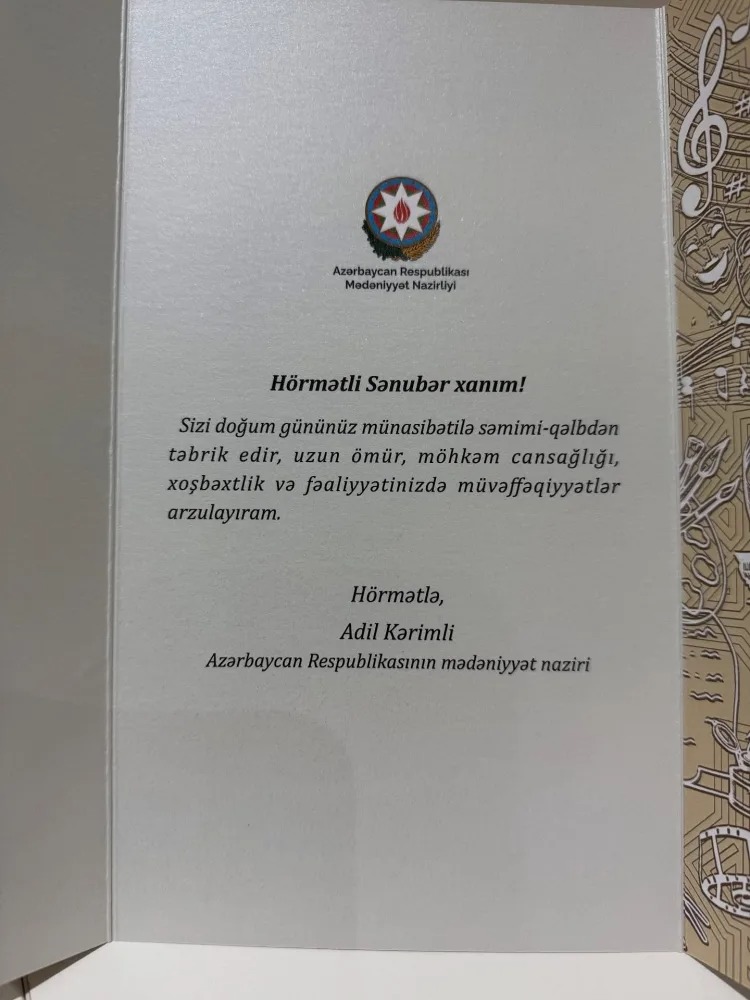 Azərbaycan Respublikası
Mədəniyyət Nazirliyi
Hörmətli Sənubər xanım!
Sizi doğum gününüz münasibətilə səmimi-qəlbdən
təbrik edir, uzun ömür, möhkəm cansağlığı,
xoşbəxtlik və fəaliyyətinizdə müvəffəqiyyətlər
arzulayıram.
Hörmətlə,
Adil Kərimli
Azərbaycan Respublikasının mədəniyyət naziri